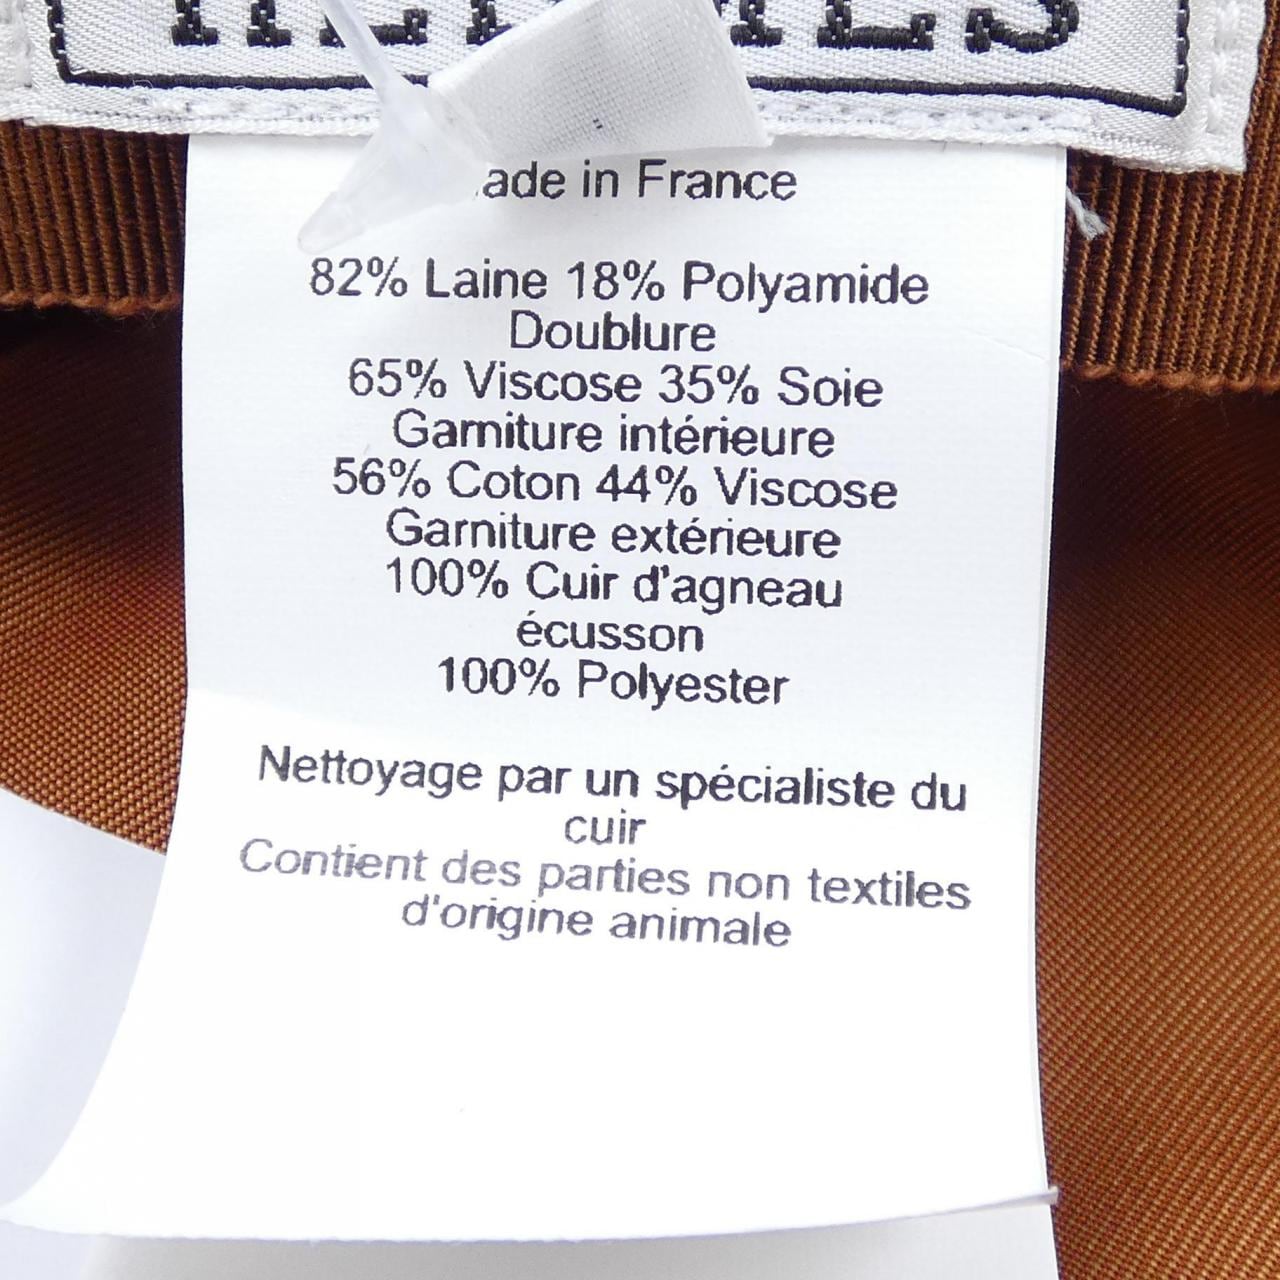 HERMES
ade in France
82% Laine 18% Polyamide
Doublure
65% Viscose 35% Soie
Garniture intérieure
56% Coton 44% Viscose
Garniture extérieure
100% Cuir d'agneau
écusson
100% Polyester
Nettoyage par un spécialiste du
cuir
Contient des parties non textiles
d'origine animale